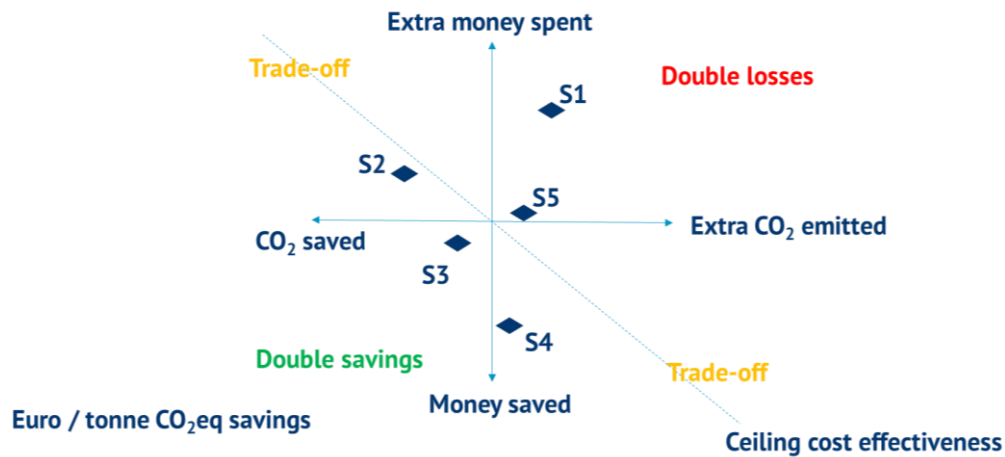 Extra money spent
Trade-off
Double losses
S1
S2
S5
CO₂ saved
Extra CO₂ emitted
S3
S4
Double savings
Trade-off
Money saved
Euro / tonne CO₂eq savings
Ceiling cost effectiveness